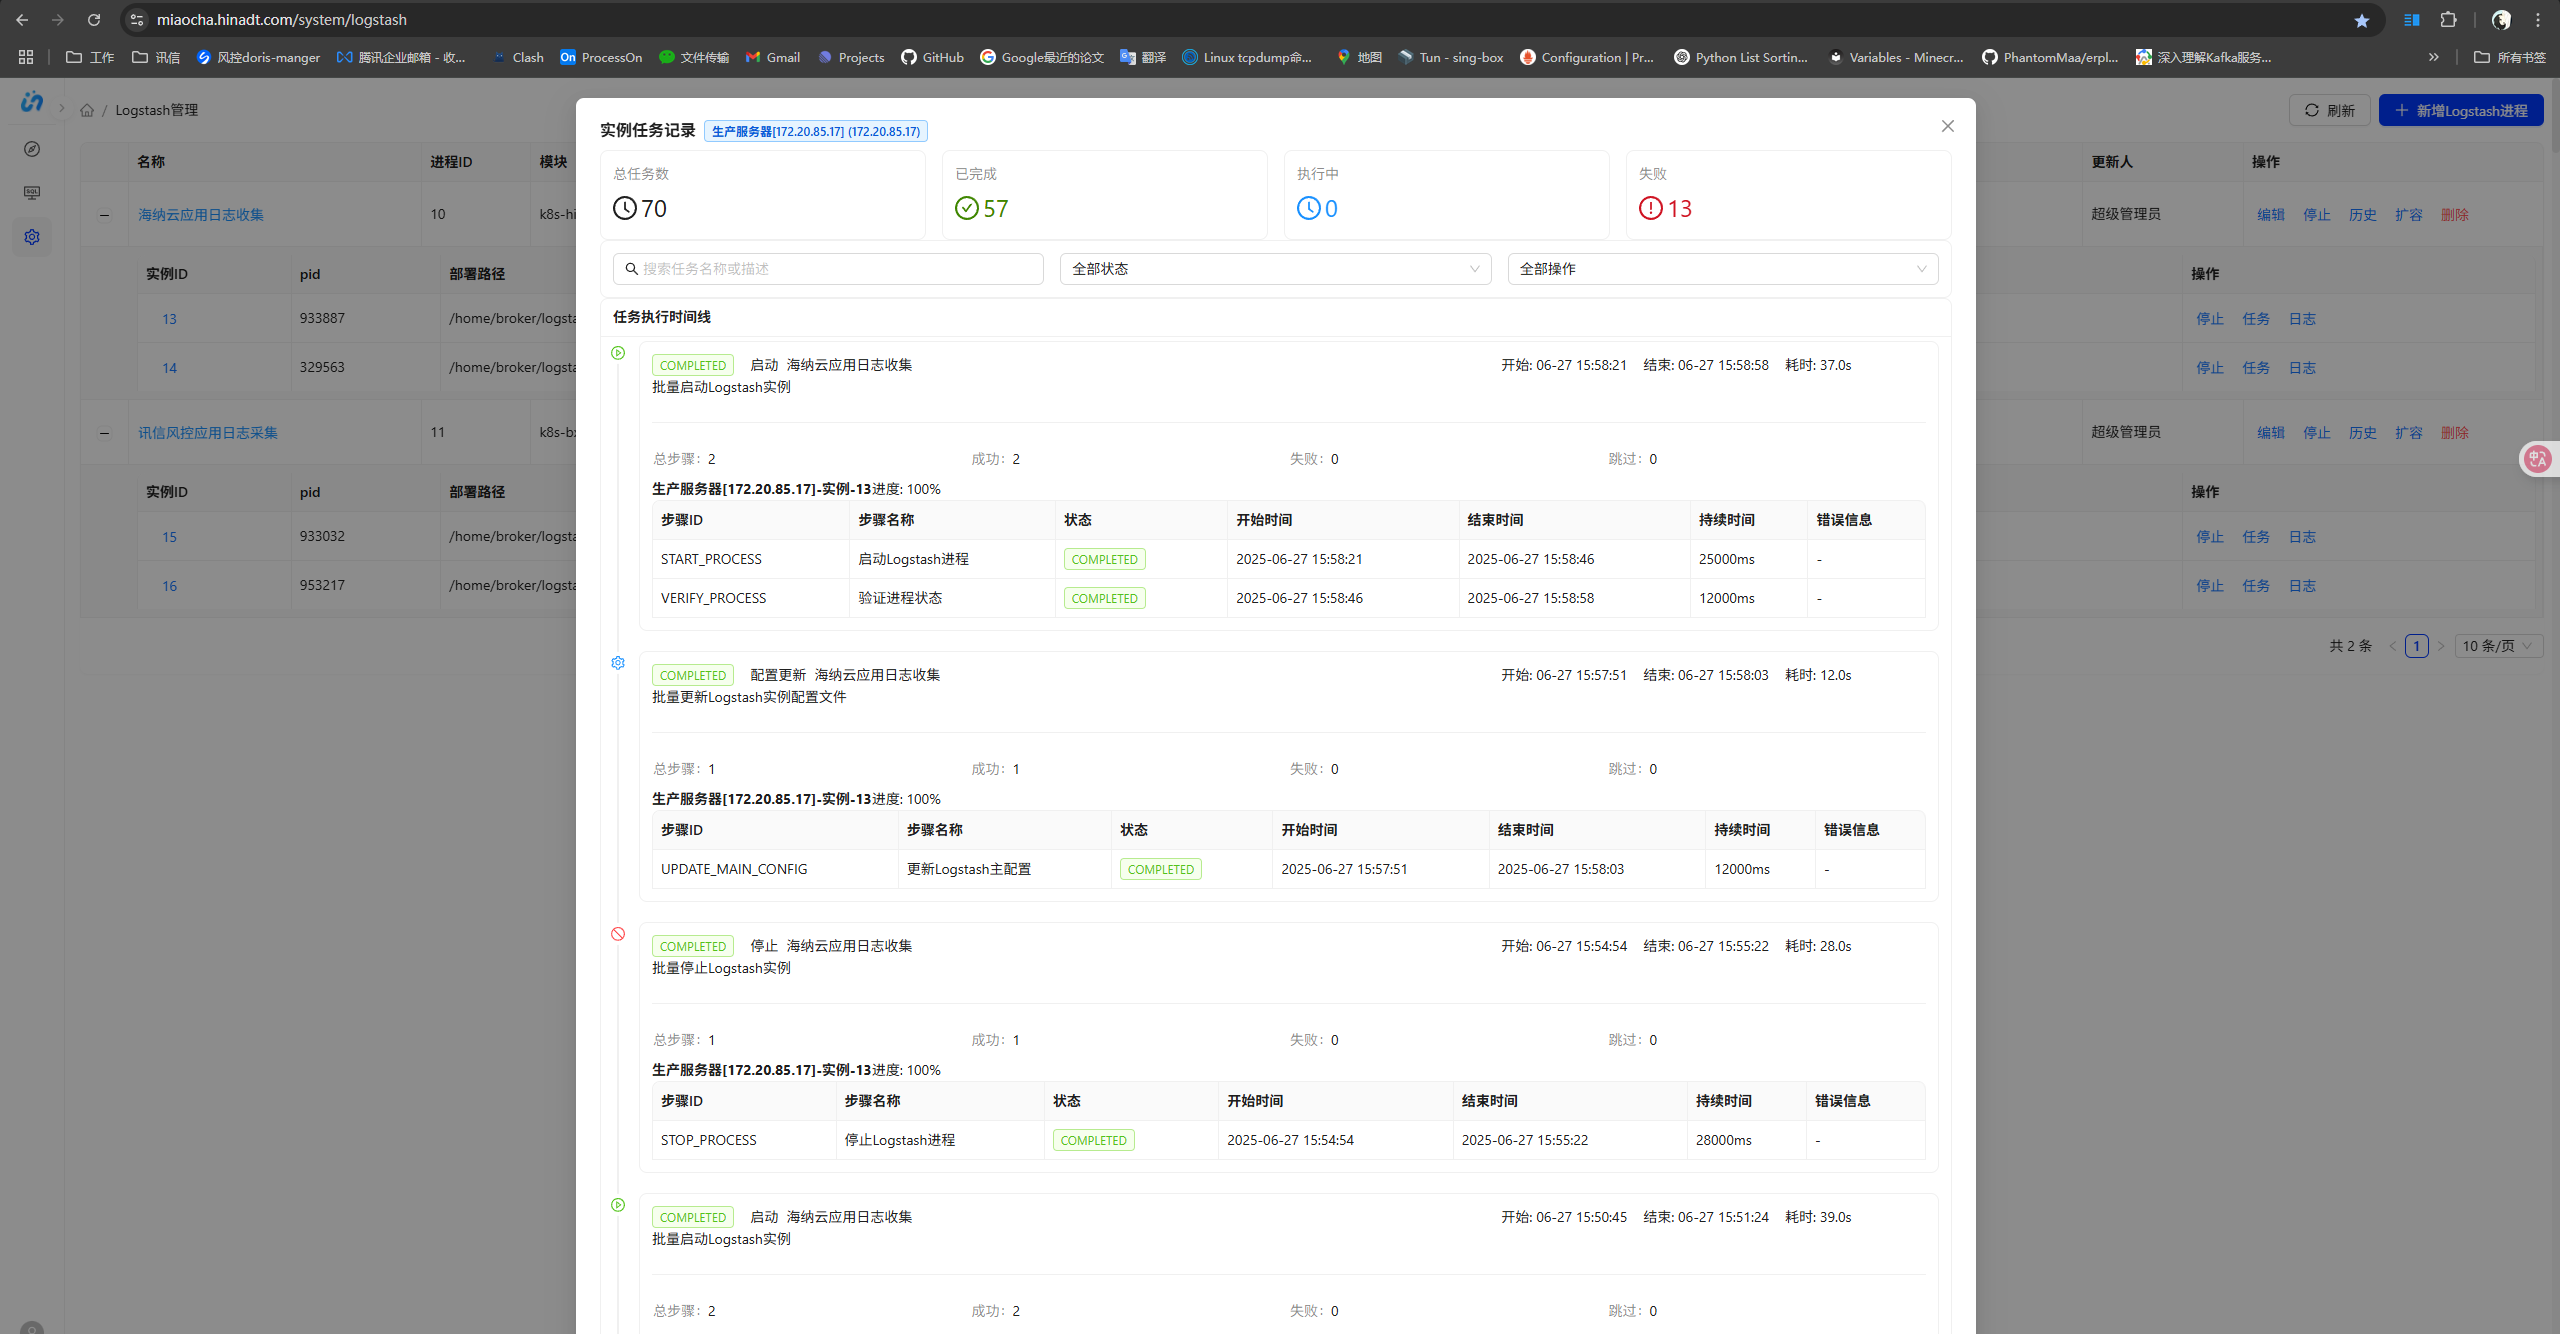 miaocha.hinadt.com/system/logstash
工作 讯信 风控doris-manger 腾讯企业邮箱 - 收... Clash ProcessOn 文件传输 Gmail Projects GitHub Google最近的论文 翻译 Linux tcpdump命... 地图 Tun - sing-box Configuration | Pr... Python List Sortin... Variables - Minecr... PhantomMaa/erpl... 深入理解Kafka服务... » 所有书签
/ Logstash管理
刷新
+ 新增Logstash进程
名称 进程ID 模块 更新人 操作
海纳云应用日志收集 10 k8s-hi 超级管理员 编辑 停止 历史 扩容 删除
实例ID pid 部署路径 操作
13 933887 /home/broker/logsta 停止 任务 日志
14 329563 /home/broker/logsta 停止 任务 日志
讯信风控应用日志采集 11 k8s-bx 超级管理员 编辑 停止 历史 扩容 删除
实例ID pid 部署路径 操作
15 933032 /home/broker/logsta 停止 任务 日志
16 953217 /home/broker/logsta 停止 任务 日志
共 2 条 1 10 条/页
实例任务记录 生产服务器[172.20.85.17] (172.20.85.17)
总任务数 已完成 执行中 失败
70 57 0 13
搜索任务名称或描述 全部状态 全部操作
任务执行时间线
COMPLETED 启动 海纳云应用日志收集 开始: 06-27 15:58:21 结束: 06-27 15:58:58 耗时: 37.0s
批量启动Logstash实例
总步骤: 2 成功: 2 失败: 0 跳过: 0
生产服务器[172.20.85.17]-实例-13进度: 100%
步骤ID 步骤名称 状态 开始时间 结束时间 持续时间 错误信息
START_PROCESS 启动Logstash进程 COMPLETED 2025-06-27 15:58:21 2025-06-27 15:58:46 25000ms -
VERIFY_PROCESS 验证进程状态 COMPLETED 2025-06-27 15:58:46 2025-06-27 15:58:58 12000ms -
COMPLETED 配置更新 海纳云应用日志收集 开始: 06-27 15:57:51 结束: 06-27 15:58:03 耗时: 12.0s
批量更新Logstash实例配置文件
总步骤: 1 成功: 1 失败: 0 跳过: 0
生产服务器[172.20.85.17]-实例-13进度: 100%
步骤ID 步骤名称 状态 开始时间 结束时间 持续时间 错误信息
UPDATE_MAIN_CONFIG 更新Logstash主配置 COMPLETED 2025-06-27 15:57:51 2025-06-27 15:58:03 12000ms -
COMPLETED 停止 海纳云应用日志收集 开始: 06-27 15:54:54 结束: 06-27 15:55:22 耗时: 28.0s
批量停止Logstash实例
总步骤: 1 成功: 1 失败: 0 跳过: 0
生产服务器[172.20.85.17]-实例-13进度: 100%
步骤ID 步骤名称 状态 开始时间 结束时间 持续时间 错误信息
STOP_PROCESS 停止Logstash进程 COMPLETED 2025-06-27 15:54:54 2025-06-27 15:55:22 28000ms -
COMPLETED 启动 海纳云应用日志收集 开始: 06-27 15:50:45 结束: 06-27 15:51:24 耗时: 39.0s
批量启动Logstash实例
总步骤: 2 成功: 2 失败: 0 跳过: 0